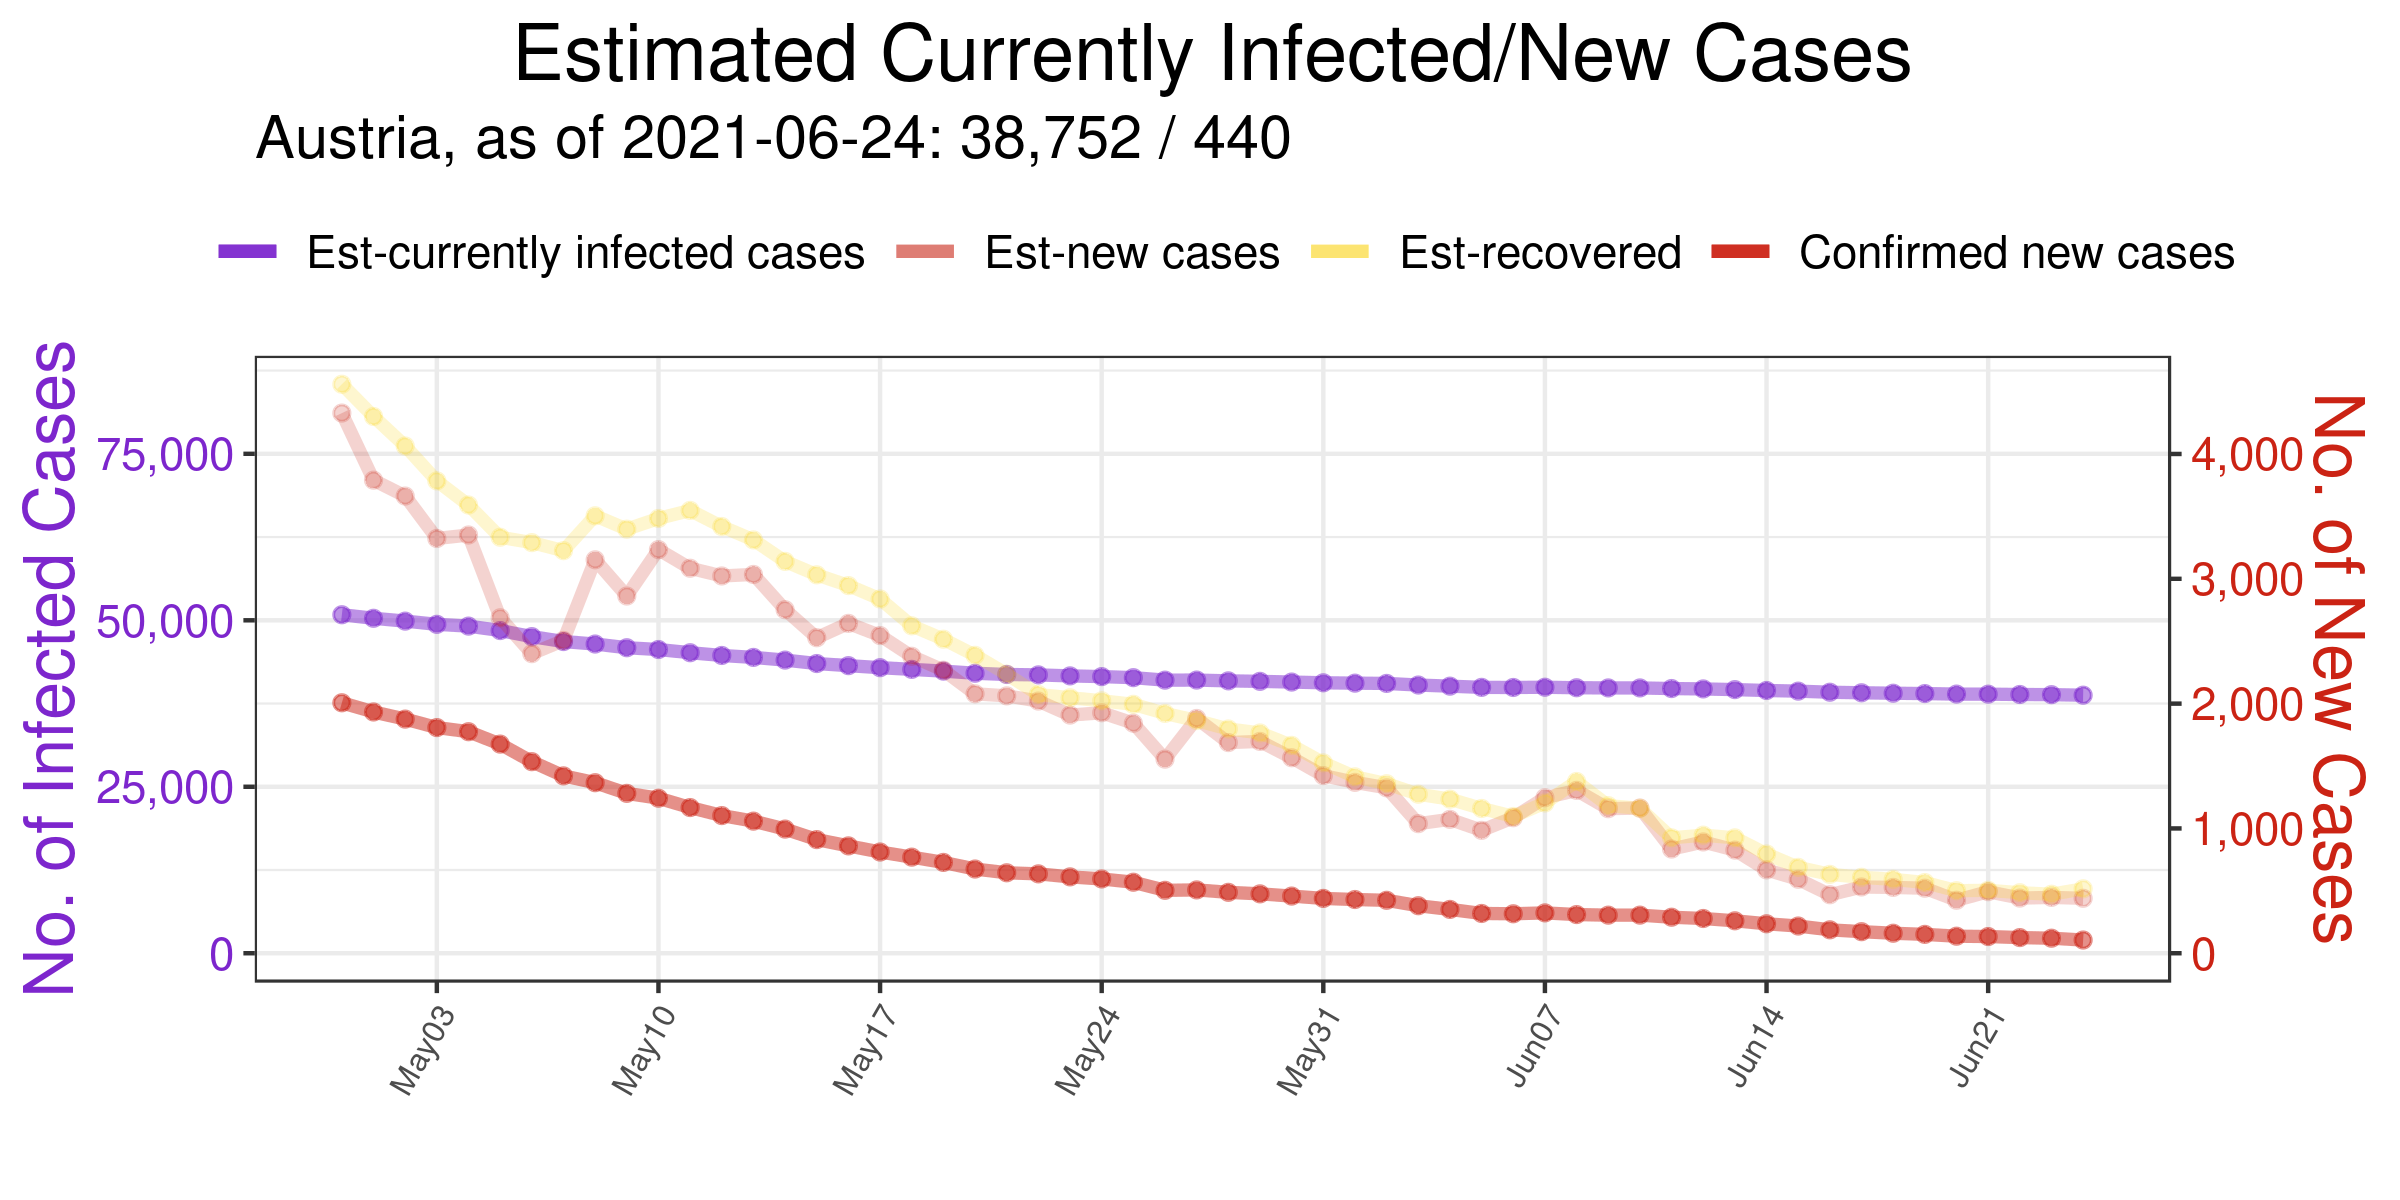 Estimated Currently Infected/New Cases
Austria, as of 2021-06-24: 38,752 / 440
Est-currently infected cases
Est-new cases
Est-recovered
Confirmed new cases
No. of Infected Cases
75,000
50,000
25,000
0
4,000
3,000
2,000
1,000
0
No. of New Cases
May03
May10
May17
May24
May31
Jun07
Jun14
Jun21